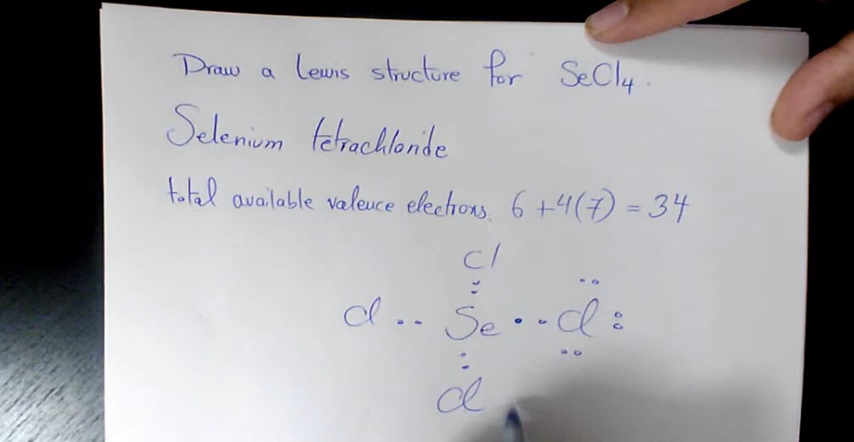 Draw a Lewis structure for SeCl4.
Selenium tetrachloride
total available valence electrons. 6 + 4(7) = 34
Cl
Cl .. Se .. Cl :
Cl